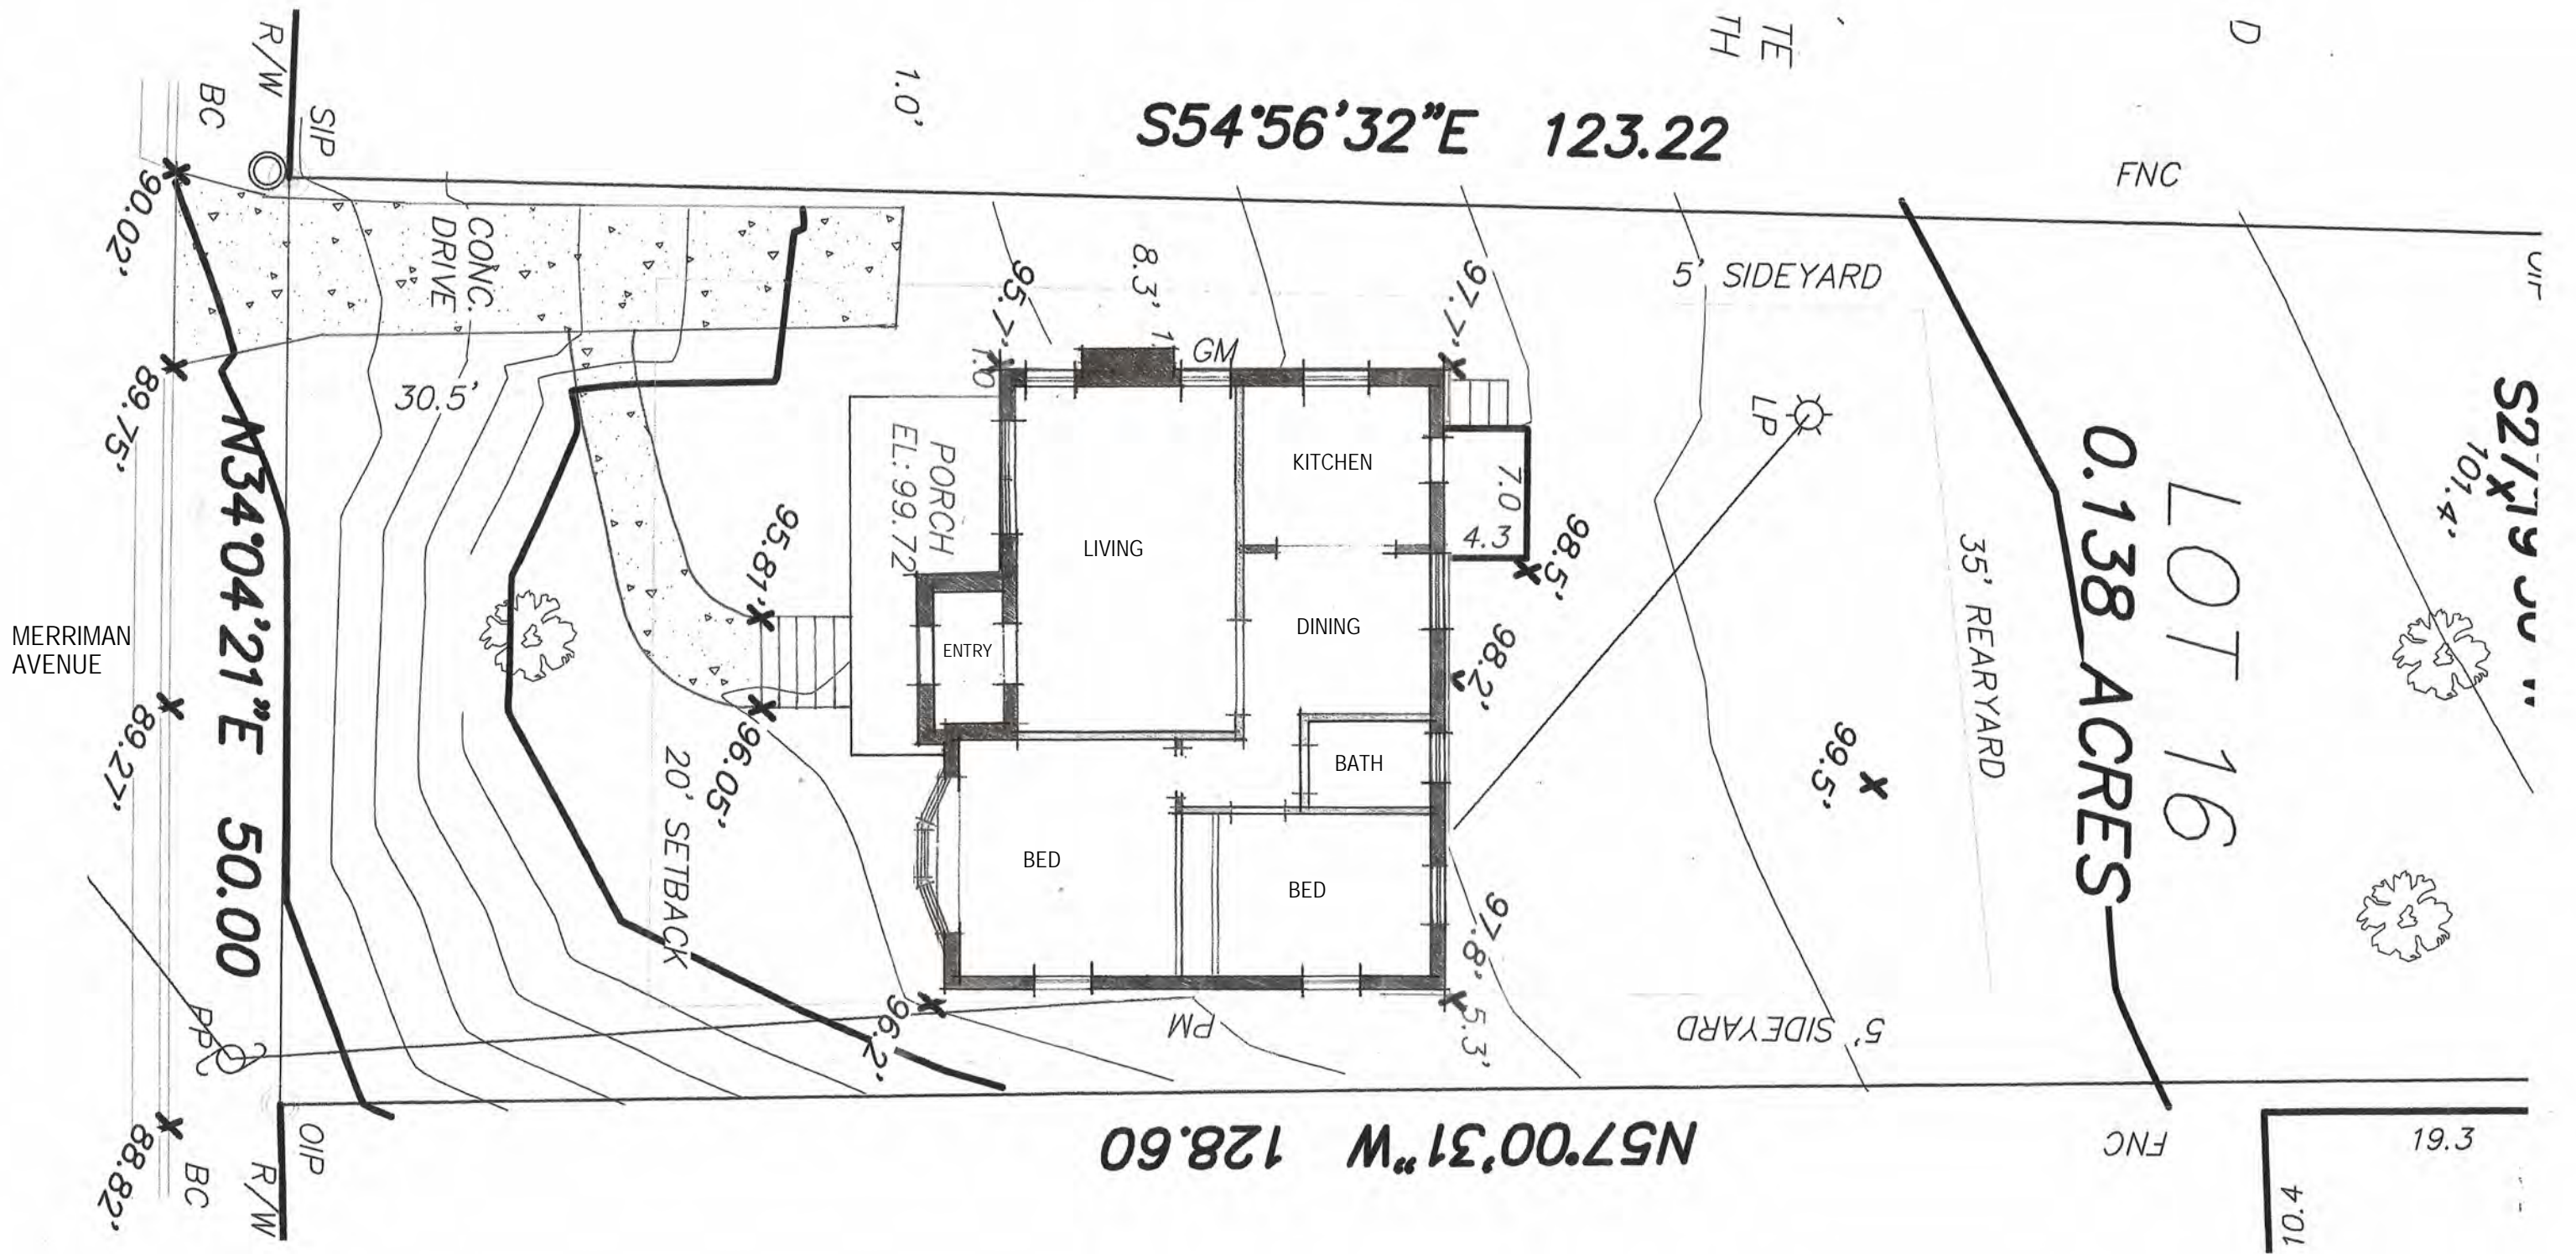 R/W
BC
SIP
1.0'
TH
TE
D
S54°56'32"E 123.22
FNC
90.02'
CONC.
DRIVE
95.7'
8.3'
1.0
GM
97.7'
5' SIDEYARD
89.75'
30.5'
PORCH
EL: 99.72
LIVING
KITCHEN
7.0
4.3
98.5'
LP
0.138 ACRES
LOT 16
101.4'
MERRIMAN
AVENUE
N34°04'21"E 50.00
95.81'
ENTRY
DINING
98.2'
35' REARYARD
89.27'
96.05'
20' SETBACK
BATH
99.5'
BED
BED
97.8'
5.3'
PP
96.2'
PM
5' SIDEYARD
88.82'
BC
R/W
OIP
N57°00'31"W 128.60
FNC
19.3
10.4